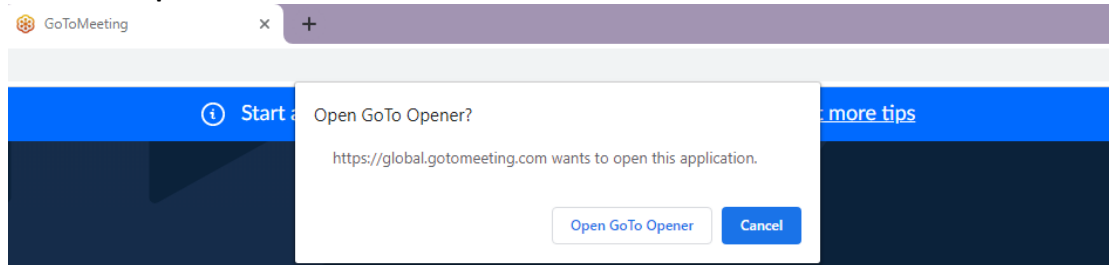 GoToMeeting
Start a
more tips
Open GoTo Opener?
https://global.gotomeeting.com wants to open this application.
Open GoTo Opener
Cancel